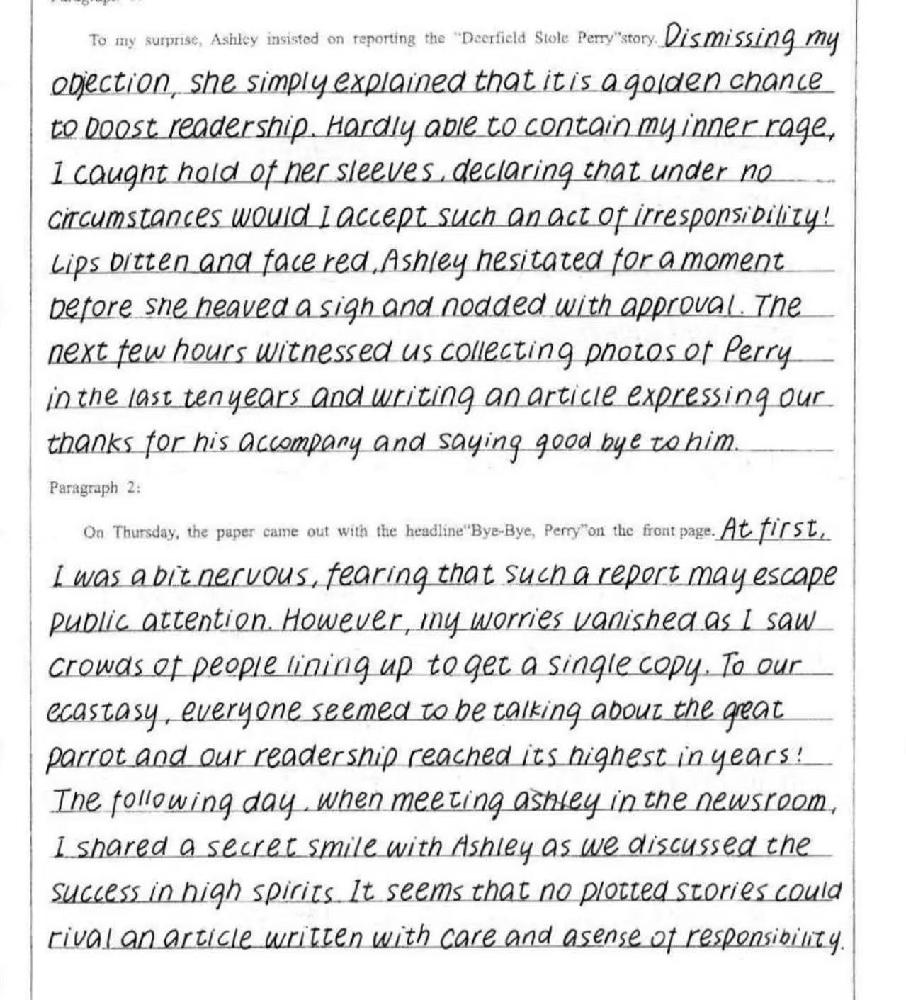 To my surprise, Ashley insisted on reporting the "Deerfield Stole Perry"story. Dismissing my
objection, she simply explained that it is a golden chance
to boost readership. Hardly able to contain my inner rage,
I caught hold of her sleeves, declaring that under no
circumstances would I accept such an act of irresponsibility!
Lips bitten and face red, Ashley hesitated for a moment
before she heaved a sigh and nodded with approval. The
next few hours witnessed us collecting photos of Perry
in the last ten years and writing an article expressing our
thanks for his accompany and saying good bye to him.
Paragraph 2:
On Thursday, the paper came out with the headline"Bye-Bye, Perry"on the front page. At first,
I was a bit nervous, fearing that such a report may escape
public attention. However, my worries vanished as I saw
crowds of people lining up to get a single copy. To our
ecastasy, everyone seemed to be talking about the great
parrot and our readership reached its highest in years!
The following day, when meeting ashley in the newsroom,
I shared a secret smile with Ashley as we discussed the
success in high spirits. It seems that no plotted stories could
rival an article written with care and a sense of responsibility.